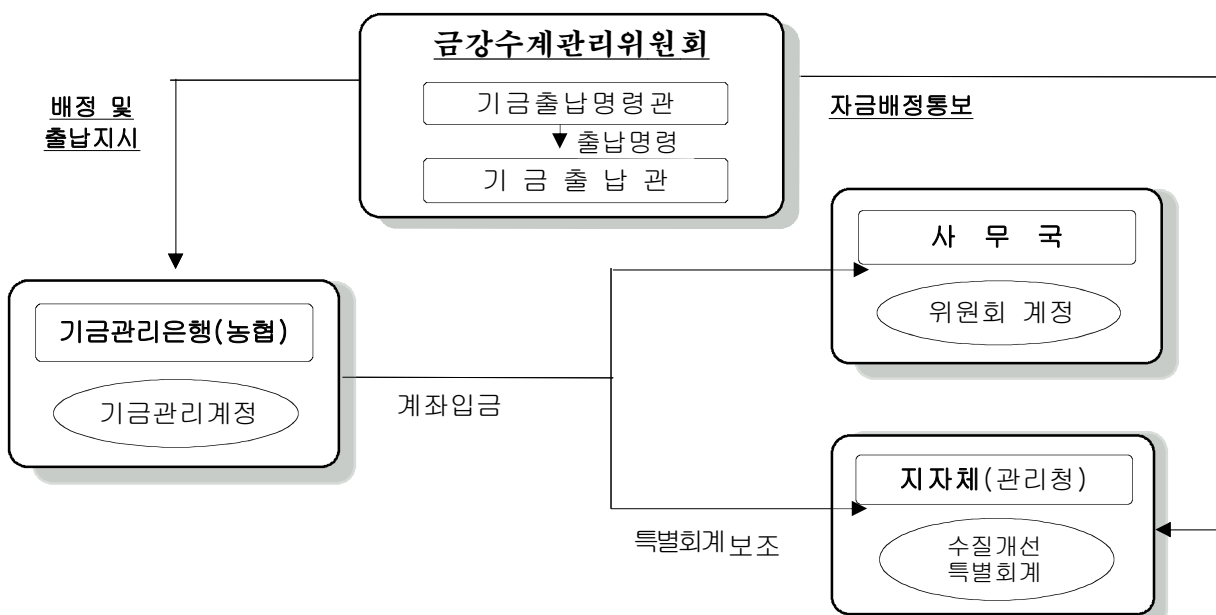 금강수계관리위원회
기금출납명령관
출납명령
기 금 출 납 관
배정 및
출납지시
자금배정통보
사 무 국
위원회 계정
기금관리은행(농협)
기금관리계정
계좌입금
지자체(관리청)
수질개선
특별회계
특별회계 보조